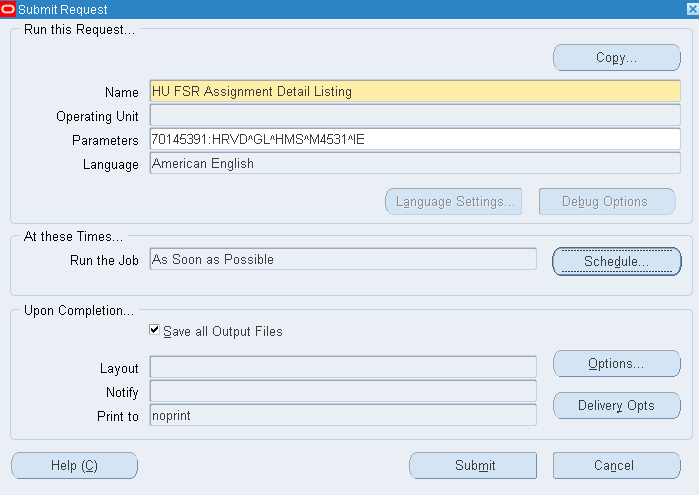 Submit Request
Run this Request...
Copy...
Name HU FSR Assignment Detail Listing
Operating Unit
Parameters 70145391:HRVD^GL^HMS^M4531^IE
Language American English
Language Settings... Debug Options
At these Times...
Run the Job As Soon as Possible Schedule...
Upon Completion...
Save all Output Files
Layout Options...
Notify
Delivery Opts
Print to noprint
Help (C) Submit Cancel